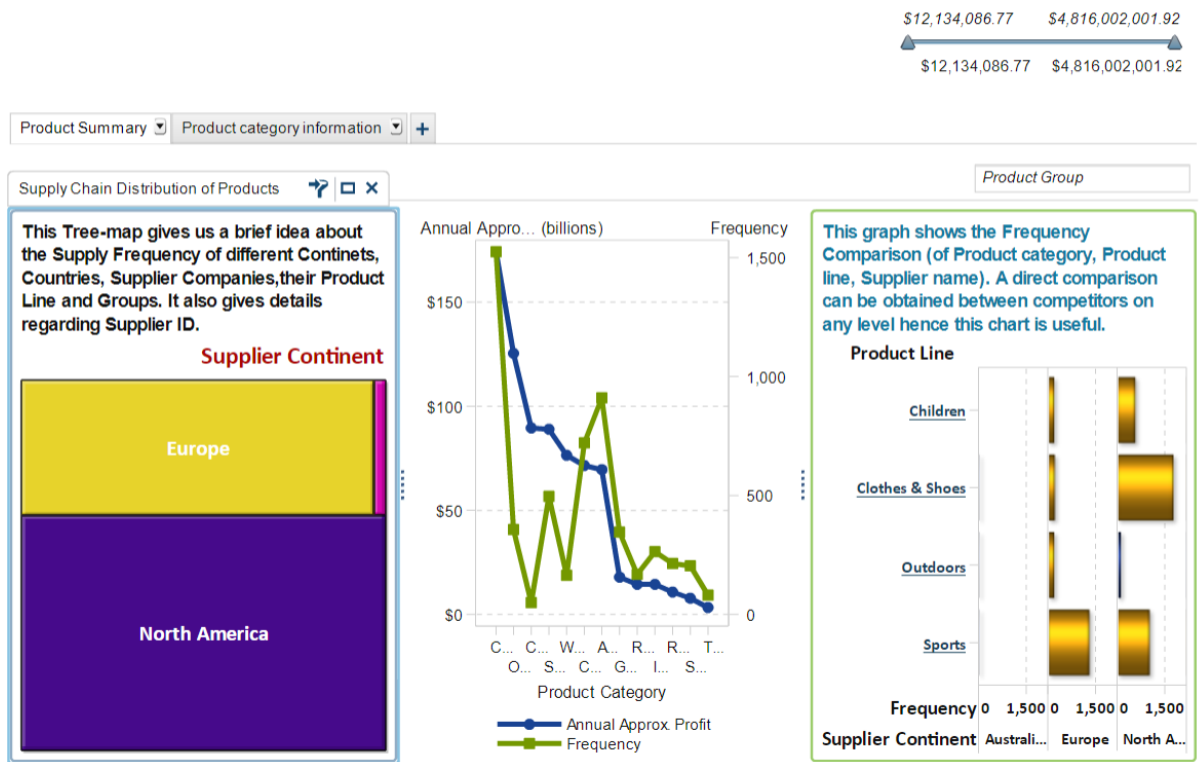 $12,134,086.77 $4,816,002,001.92
$12,134,086.77 $4,816,002,001.92
Product Summary Product category information +
Product Group
Supply Chain Distribution of Products
This Tree-map gives us a brief idea about
the Supply Frequency of different Continets,
Countries, Supplier Companies,their Product
Line and Groups. It also gives details
regarding Supplier ID.
Supplier Continent
Europe
North America
Annual Appro... (billions) Frequency
1,500
$150
1,000
$100
500
$50
$0 0
C... C... W... A... R... R... T...
O... S... C... G... I... S...
Product Category
Annual Approx. Profit
Frequency
This graph shows the Frequency
Comparison (of Product category, Product
line, Supplier name). A direct comparison
can be obtained between competitors on
any level hence this chart is useful.
Product Line
Children
Clothes & Shoes
Outdoors
Sports
Frequency 0 1,500 0 1,500 0 1,500
Supplier Continent Australi... Europe North A...